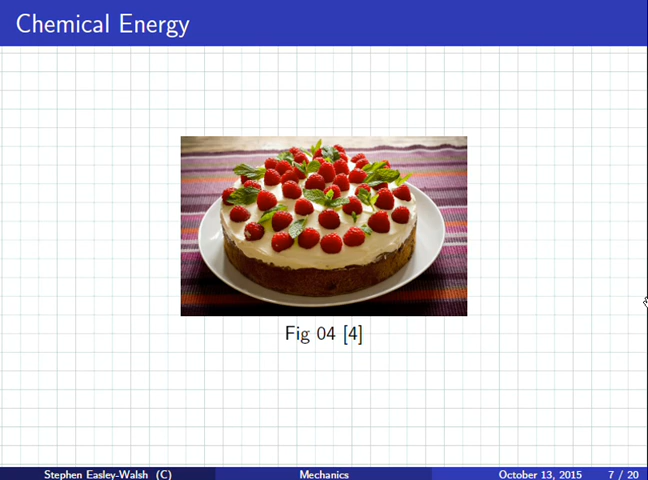 Chemical Energy
Fig 04 [4]
Stephen Easley-Walsh (C) Mechanics October 13, 2015 7 / 20